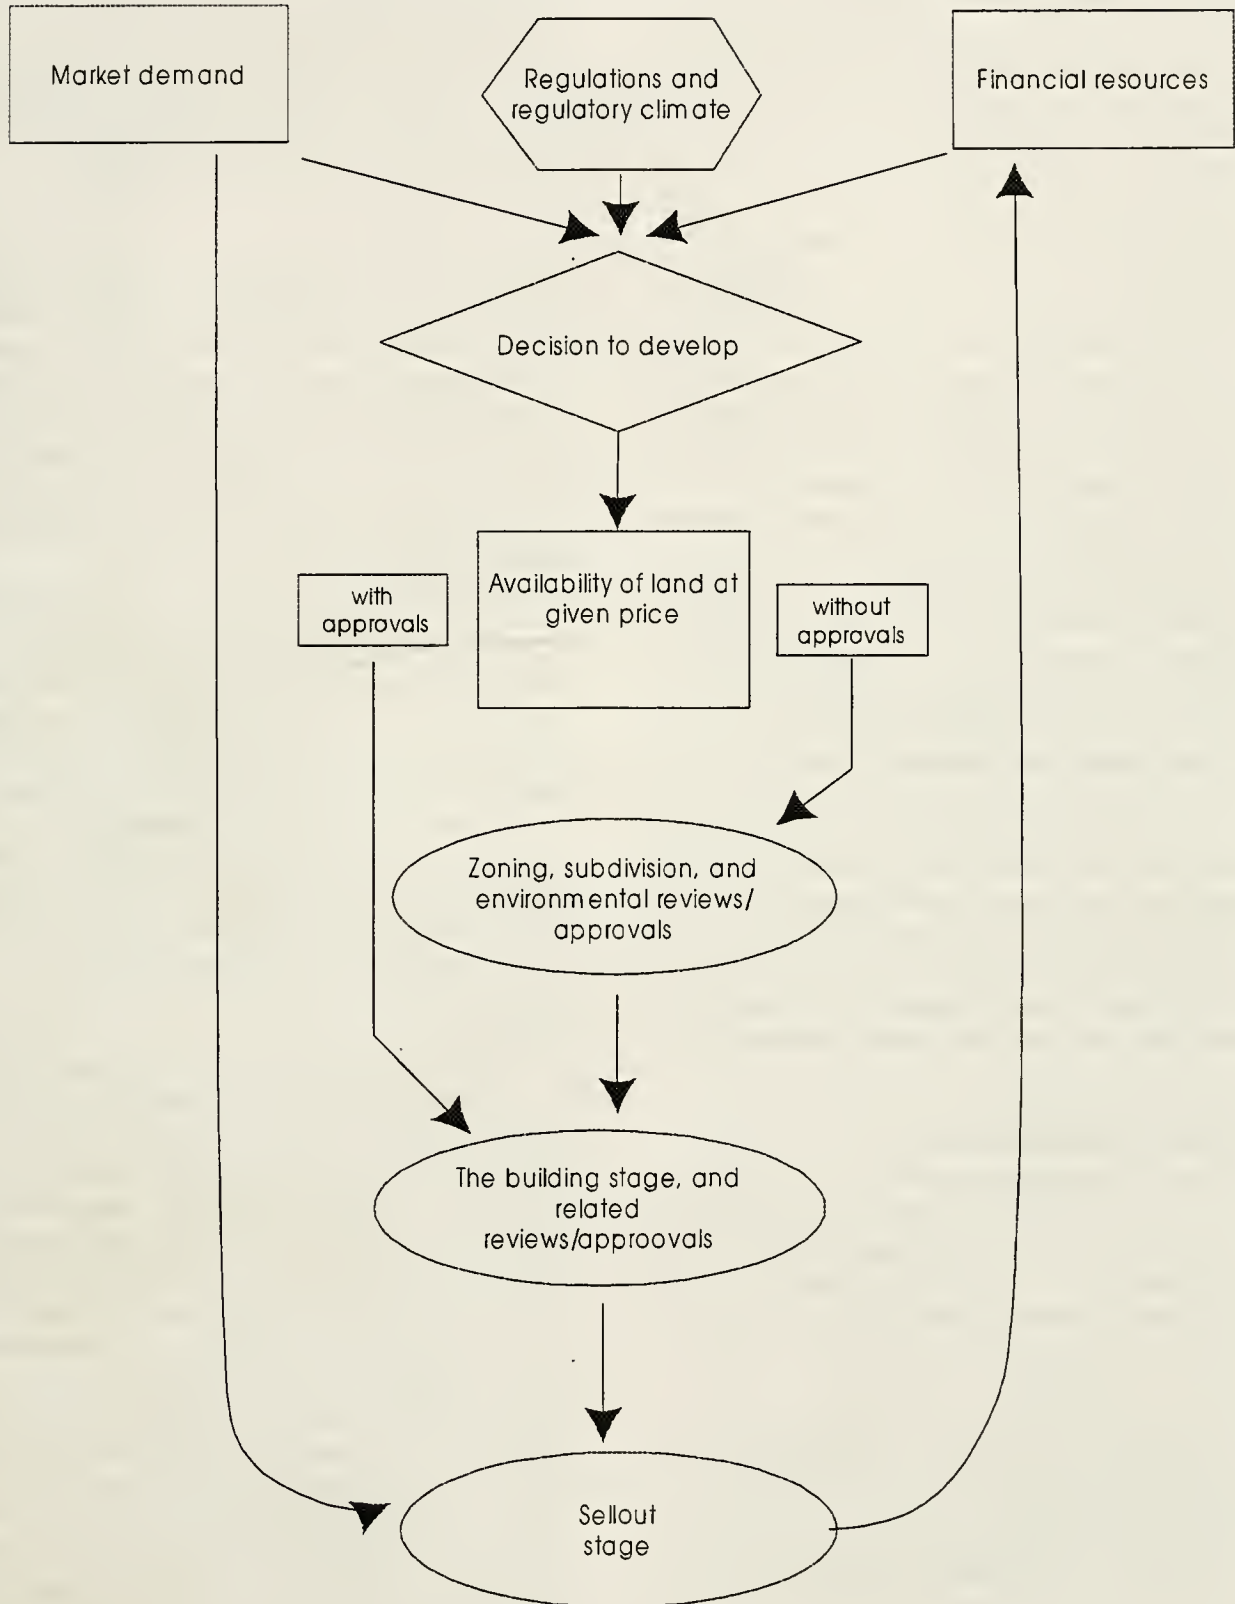 Market demand
Regulations and
regulatory climate
Financial resources
Decision to develop
Availability of land at
given price
with
approvals
without
approvals
Zoning, subdivision, and
environmental reviews/
approvals
The building stage, and
related
reviews/approovals
Sellout
stage